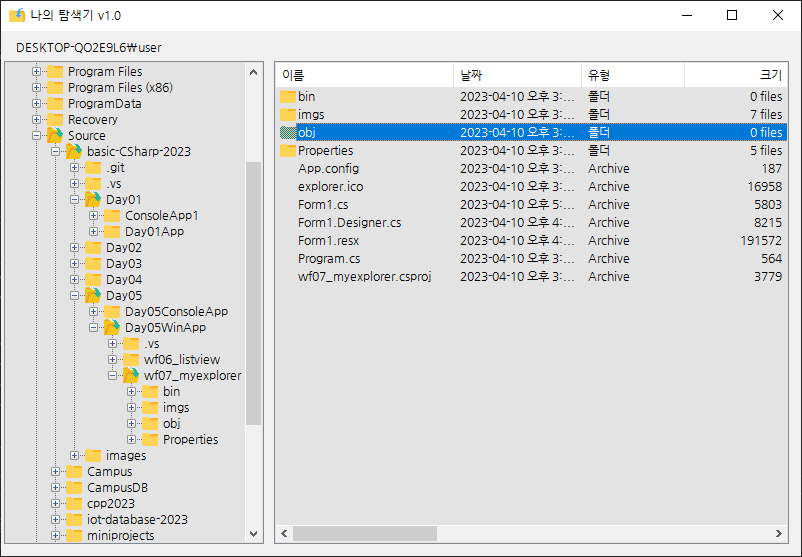 나의 탐색기 v1.0
DESKTOP-QO2E9L6₩user
Program Files
Program Files (x86)
ProgramData
Recovery
Source
basic-CSharp-2023
.git
.vs
Day01
ConsoleApp1
Day01App
Day02
Day03
Day04
Day05
Day05ConsoleApp
Day05WinApp
.vs
wf06_listview
wf07_myexplorer
bin
imgs
obj
Properties
images
Campus
CampusDB
cpp2023
iot-database-2023
miniprojects
이름 날짜 유형 크기
bin 2023-04-10 오후 3:... 폴더 0 files
imgs 2023-04-10 오후 3:... 폴더 7 files
obj 2023-04-10 오후 3:... 폴더 0 files
Properties 2023-04-10 오후 3:... 폴더 5 files
App.config 2023-04-10 오후 3:... Archive 187
explorer.ico 2023-04-10 오후 3:... Archive 16958
Form1.cs 2023-04-10 오후 5:... Archive 5803
Form1.Designer.cs 2023-04-10 오후 4:... Archive 8215
Form1.resx 2023-04-10 오후 4:... Archive 191572
Program.cs 2023-04-10 오후 3:... Archive 564
wf07_myexplorer.csproj 2023-04-10 오후 3:... Archive 3779